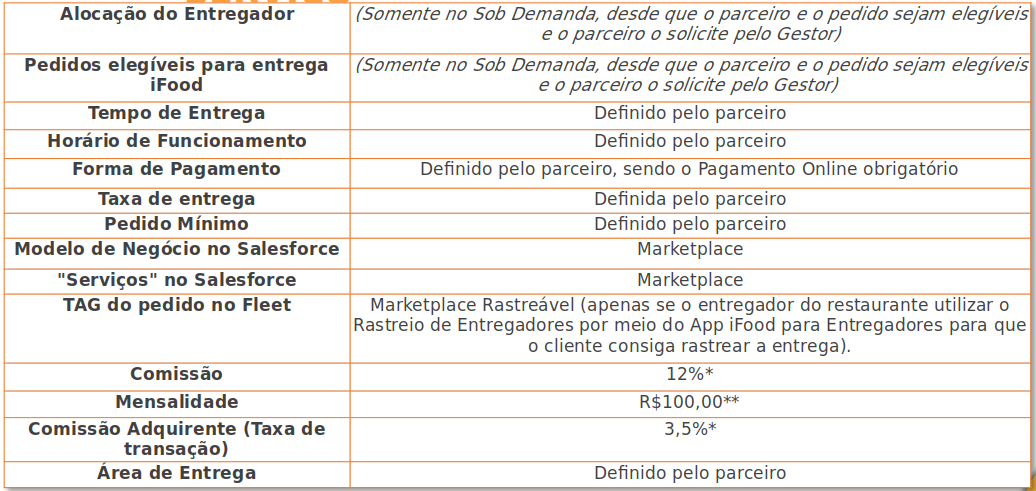 Alocação do Entregador
(Somente no Sob Demanda, desde que o parceiro e o pedido sejam elegíveis
e o parceiro o solicite pelo Gestor)
Pedidos elegíveis para entrega
iFood
(Somente no Sob Demanda, desde que o parceiro e o pedido sejam elegíveis
e o parceiro o solicite pelo Gestor)
Tempo de Entrega
Definido pelo parceiro
Horário de Funcionamento
Definido pelo parceiro
Forma de Pagamento
Definido pelo parceiro, sendo o Pagamento Online obrigatório
Taxa de entrega
Definida pelo parceiro
Pedido Mínimo
Definido pelo parceiro
Modelo de Negócio no Salesforce
Marketplace
"Serviços" no Salesforce
Marketplace
TAG do pedido no Fleet
Marketplace Rastreável (apenas se o entregador do restaurante utilizar o
Rastreio de Entregadores por meio do App iFood para Entregadores para que
o cliente consiga rastrear a entrega).
Comissão
12%*
Mensalidade
R$100,00**
Comissão Adquirente (Taxa de
transação)
3,5%*
Área de Entrega
Definido pelo parceiro